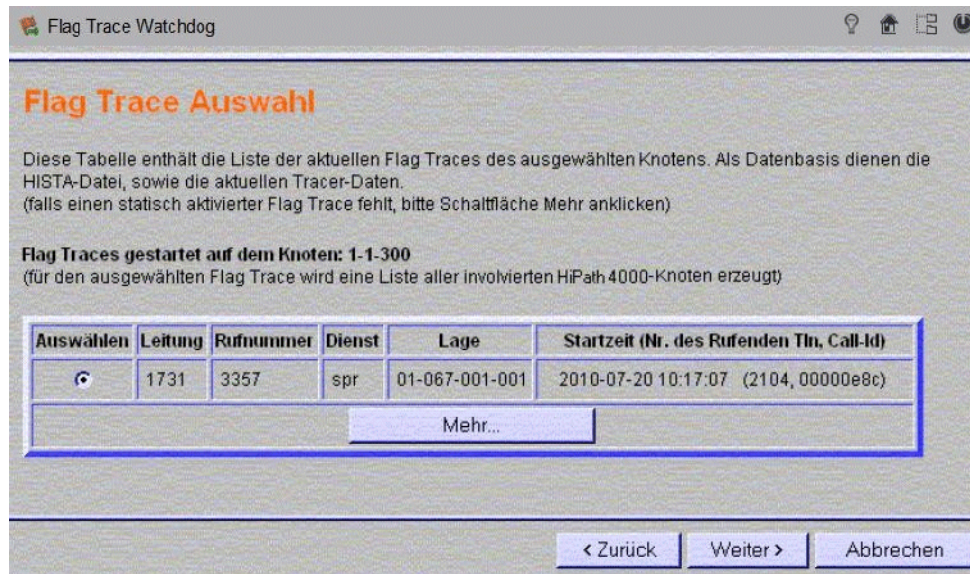 Flag Trace Watchdog
Flag Trace Auswahl
Diese Tabelle enthält die Liste der aktuellen Flag Traces des ausgewählten Knotens. Als Datenbasis dienen die
HISTA-Datei, sowie die aktuellen Tracer-Daten.
(falls einen statisch aktivierter Flag Trace fehlt, bitte Schaltfläche Mehr anklicken)
Flag Traces gestartet auf dem Knoten: 1-1-300
(für den ausgewählten Flag Trace wird eine Liste aller involvierten HiPath 4000-Knoten erzeugt)
Auswählen Leitung Rufnummer Dienst Lage Startzeit (Nr. des Rufenden Tln, Call-Id)
1731 3357 spr 01-067-001-001 2010-07-20 10:17:07 (2104, 00000e8c)
Mehr...
< Zurück Weiter > Abbrechen